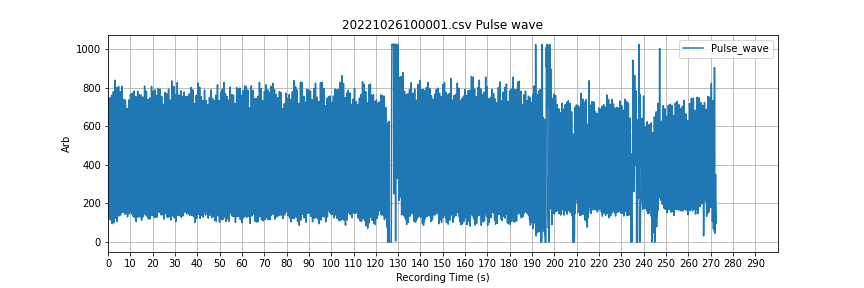 20221026100001.csv Pulse wave
Pulse_wave
1000
800
600
400
200
0
Arb
0 10 20 30 40 50 60 70 80 90 100 110 120 130 140 150 160 170 180 190 200 210 220 230 240 250 260 270 280 290
Recording Time (s)